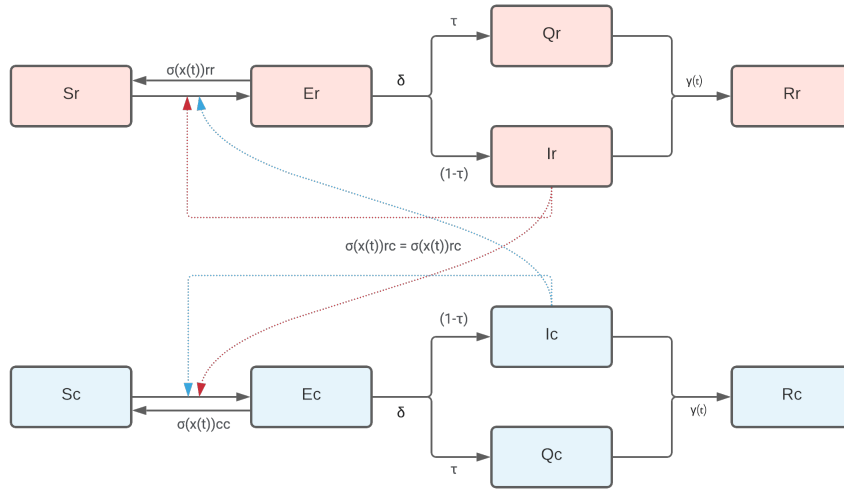 τ
Qr
σ(x(t))rr
Sr
Er
δ
γ(t)
Rr
Ir
(1-τ)
σ(x(t))rc = σ(x(t))rc
(1-τ)
Ic
Sc
Ec
Rc
σ(x(t))cc
δ
γ(t)
Qc
τ